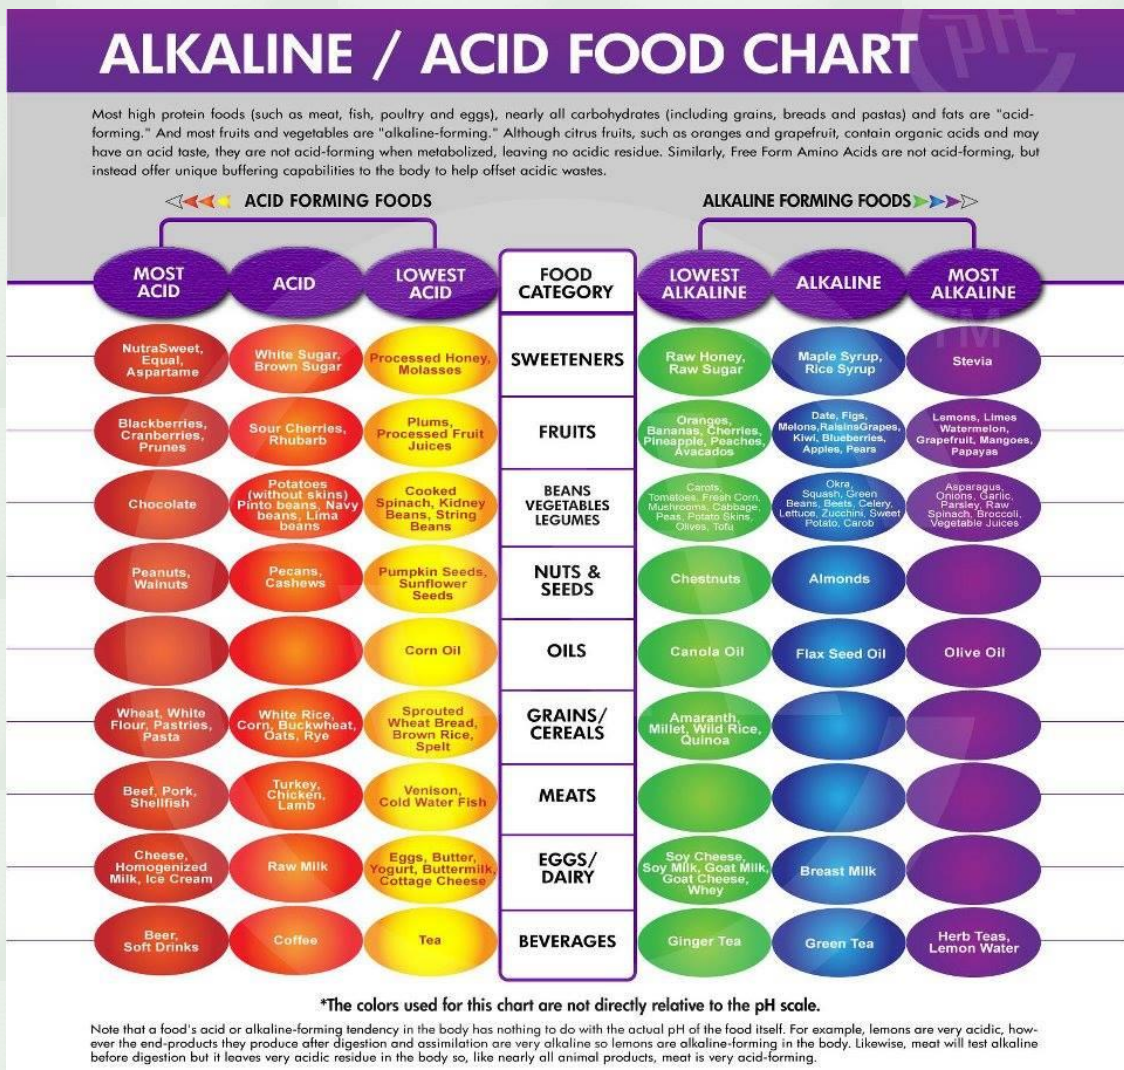 pH
ALKALINE / ACID FOOD CHART
Most high protein foods (such as meat, fish, poultry and eggs), nearly all carbohydrates (including grains, breads and pastas) and fats are "acid-
forming." And most fruits and vegetables are "alkaline-forming." Although citrus fruits, such as oranges and grapefruit, contain organic acids and may
have an acid taste, they are not acid-forming when metabolized, leaving no acidic residue. Similarly, Free Form Amino Acids are not acid-forming, but
instead offer unique buffering capabilities to the body to help offset acidic wastes.
ACID FORMING FOODS
ALKALINE FORMING FOODS
MOST
ACID
ACID
LOWEST
ACID
FOOD
CATEGORY
LOWEST
ALKALINE
ALKALINE
MOST
ALKALINE
TM
NutraSweet,
Equal,
Aspartame
White Sugar,
Brown Sugar
Processed Honey,
Molasses
SWEETENERS
Raw Honey,
Raw Sugar
Maple Syrup,
Rice Syrup
Stevia
Blackberries,
Cranberries,
Prunes
Sour Cherries,
Rhubarb
Plums,
Processed Fruit
Juices
FRUITS
Oranges,
Bananas, Cherries,
Pineapple, Peaches,
Avacados
Date, Figs,
Melons,RaisinsGrapes,
Kiwi, Blueberries,
Apples, Pears
Lemons, Limes
Watermelon,
Grapefruit, Mangoes,
Papayas
Chocolate
Potatoes
(without skins)
Pinto beans, Navy
beans, Lima
beans
Cooked
Spinach, Kidney
Beans, String
Beans
BEANS
VEGETABLES
LEGUMES
Carots,
Tomatoes, Fresh Corn,
Mushrooms, Cabbage,
Peas, Potato Skins,
Olives, Tofu
Okra,
Squash, Green
Beans, Beets, Celery,
Lettuce, Zucchini, Sweet
Potato, Carob
Asparagus,
Onions, Garlic,
Parsley, Raw
Spinach, Broccoli,
Vegetable Juices
Peanuts,
Walnuts
Pecans,
Cashews
Pumpkin Seeds,
Sunflower
Seeds
NUTS &
SEEDS
Chestnuts
Almonds
Corn Oil
OILS
Canola Oil
Flax Seed Oil
Olive Oil
Wheat, White
Flour, Pastries,
Pasta
White Rice,
Corn, Buckwheat,
Oats, Rye
Sprouted
Wheat Bread,
Brown Rice,
Spelt
GRAINS/
CEREALS
Amaranth,
Millet, Wild Rice,
Quinoa
Beef, Pork,
Shellfish
Turkey,
Chicken,
Lamb
Venison,
Cold Water Fish
MEATS
Cheese,
Homogenized
Milk, Ice Cream
Raw Milk
Eggs, Butter,
Yogurt, Buttermilk,
Cottage Cheese
EGGS/
DAIRY
Soy Cheese,
Soy Milk, Goat Milk,
Goat Cheese,
Whey
Breast Milk
Beer,
Soft Drinks
Coffee
Tea
BEVERAGES
Ginger Tea
Green Tea
Herb Teas,
Lemon Water
*The colors used for this chart are not directly relative to the pH scale.
Note that a food's acid or alkaline-forming tendency in the body has nothing to do with the actual pH of the food itself. For example, lemons are very acidic, how-
ever the end-products they produce after digestion and assimilation are very alkaline so lemons are alkaline-forming in the body. Likewise, meat will test alkaline
before digestion but it leaves very acidic residue in the body so, like nearly all animal products, meat is very acid-forming.